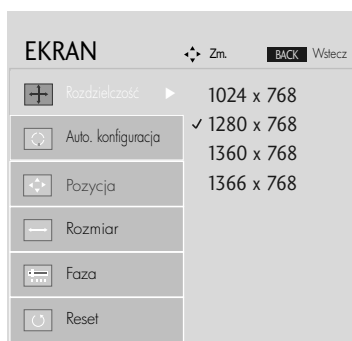 EKRAN
Zm. BACK Wstecz
Rozdzielczość
Auto. konfiguracja
Pozycja
Rozmiar
Faza
Reset
1024 x 768
✓ 1280 x 768
1360 x 768
1366 x 768